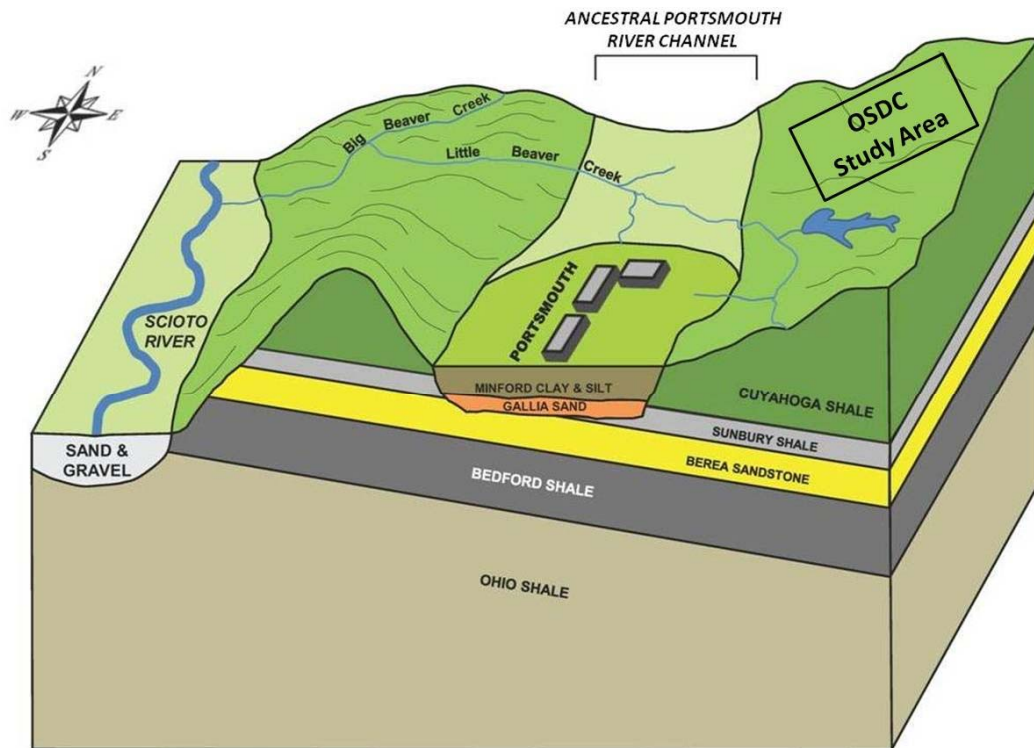 ANCESTRAL PORTSMOUTH
RIVER CHANNEL
N
W E
S
OSDC
Study Area
Big Beaver Creek
Little Beaver Creek
SCIOTO
RIVER
PORTSMOUTH
MINFORD CLAY & SILT
GALLIA SAND
CUYAHOGA SHALE
SUNBURY SHALE
BEREA SANDSTONE
SAND &
GRAVEL
BEDFORD SHALE
OHIO SHALE